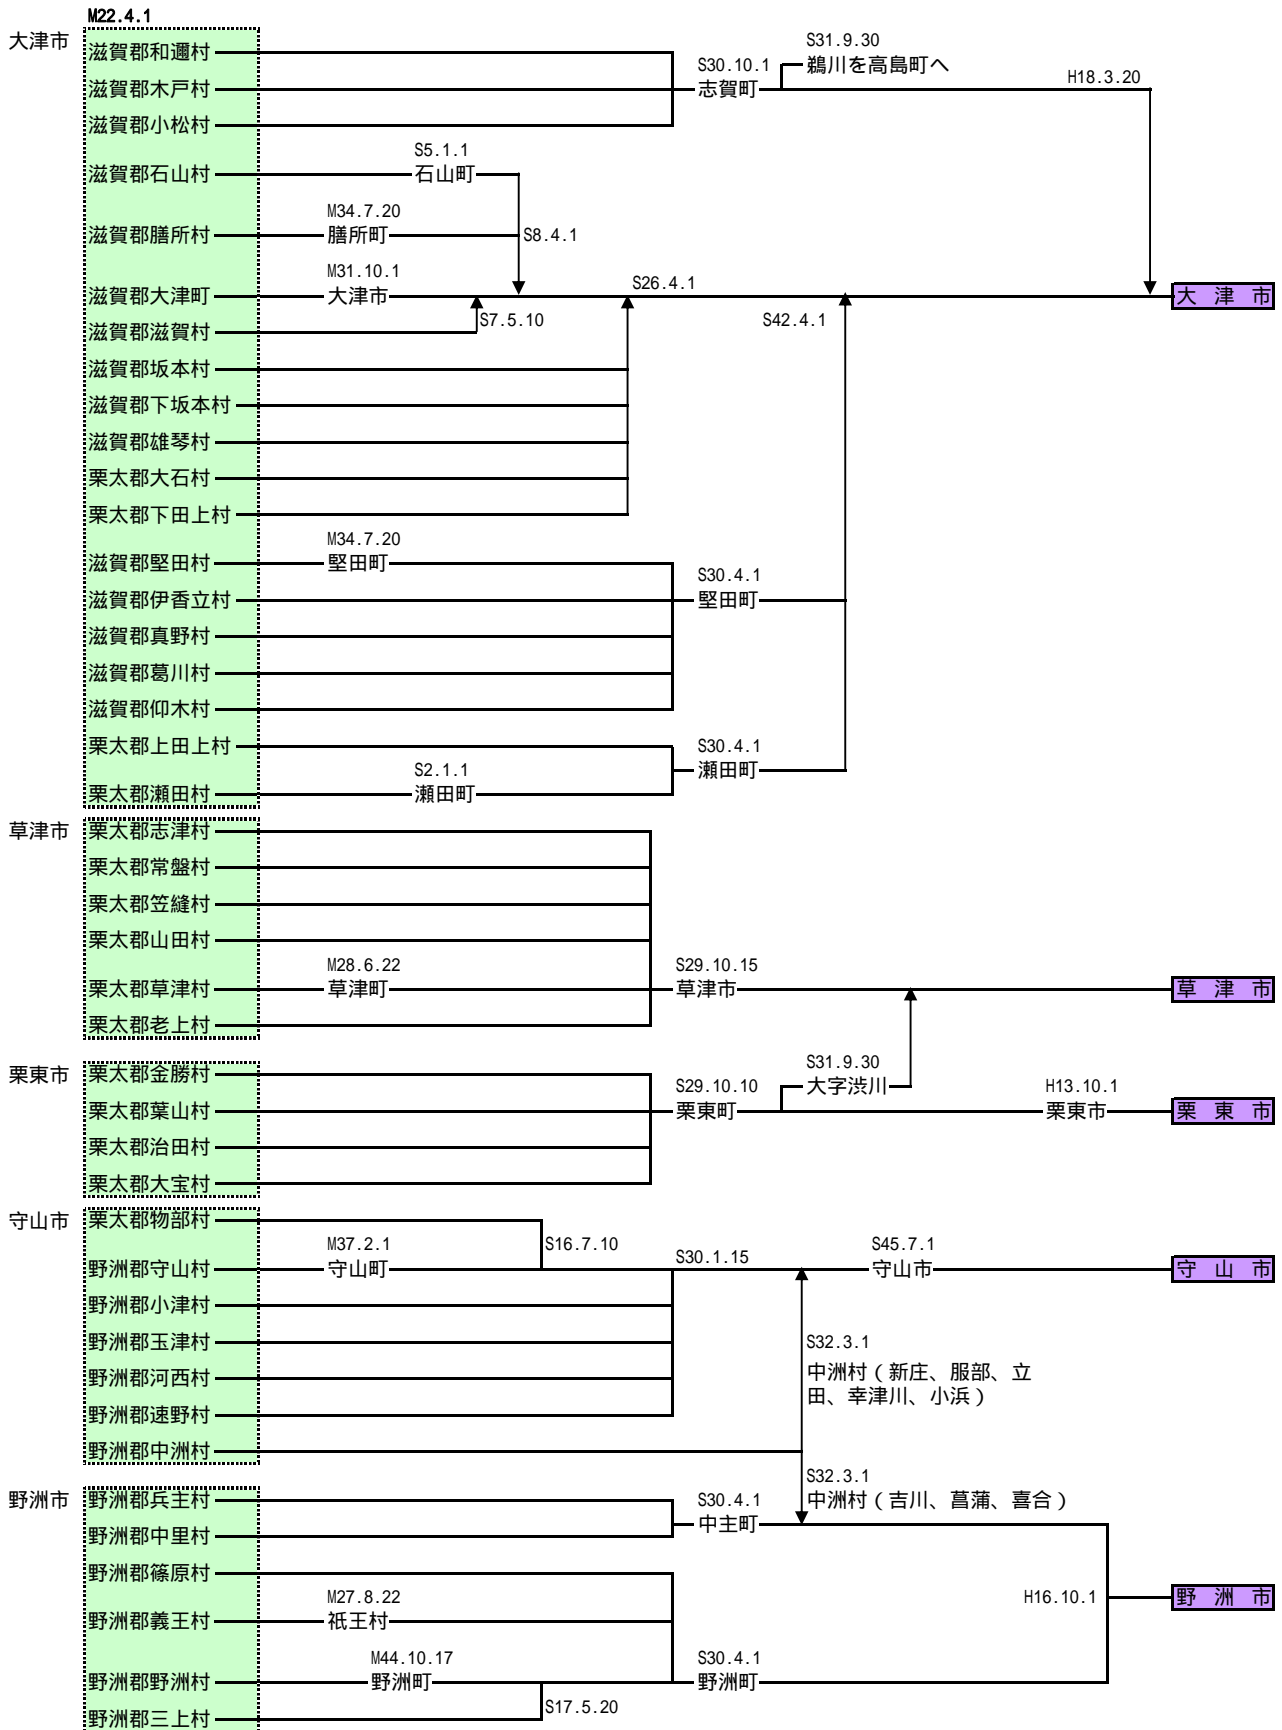 M22.4.1
大津市
滋賀郡和邇村
S31.9.30
鵜川を高島町へ
S30.10.1
志賀町
H18.3.20
滋賀郡木戸村
滋賀郡小松村
S5.1.1
滋賀郡石山村
石山町
M34.7.20
滋賀郡膳所村
膳所町
S8.4.1
M31.10.1
滋賀郡大津町
大津市
S26.4.1
大 津 市
S7.5.10
S42.4.1
滋賀郡滋賀村
滋賀郡坂本村
滋賀郡下坂本村
滋賀郡雄琴村
栗太郡大石村
栗太郡下田上村
M34.7.20
滋賀郡堅田村
堅田町
S30.4.1
滋賀郡伊香立村
堅田町
滋賀郡真野村
滋賀郡葛川村
滋賀郡仰木村
栗太郡上田上村
S30.4.1
瀬田町
S2.1.1
栗太郡瀬田村
瀬田町
草津市
栗太郡志津村
栗太郡常盤村
栗太郡笠縫村
栗太郡山田村
M28.6.22
S29.10.15
栗太郡草津村
草津町
草津市
草 津 市
栗太郡老上村
栗東市
栗太郡金勝村
S31.9.30
大字渋川
S29.10.10
H13.10.1
栗太郡葉山村
栗東町
栗東市
栗 東 市
栗太郡治田村
栗太郡大宝村
守山市
栗太郡物部村
M37.2.1
S16.7.10
S30.1.15
S45.7.1
野洲郡守山村
守山町
守山市
守 山 市
野洲郡小津村
野洲郡玉津村
S32.3.1
中洲村（新庄、服部、立
田、幸津川、小浜）
野洲郡河西村
野洲郡速野村
野洲郡中洲村
S32.3.1
中洲村（吉川、菖蒲、喜合）
野洲市
野洲郡兵主村
S30.4.1
中主町
野洲郡中里村
野洲郡篠原村
M27.8.22
野洲郡義王村
祇王村
H16.10.1
野 洲 市
M44.10.17
S30.4.1
野洲郡野洲村
野洲町
野洲町
S17.5.20
野洲郡三上村